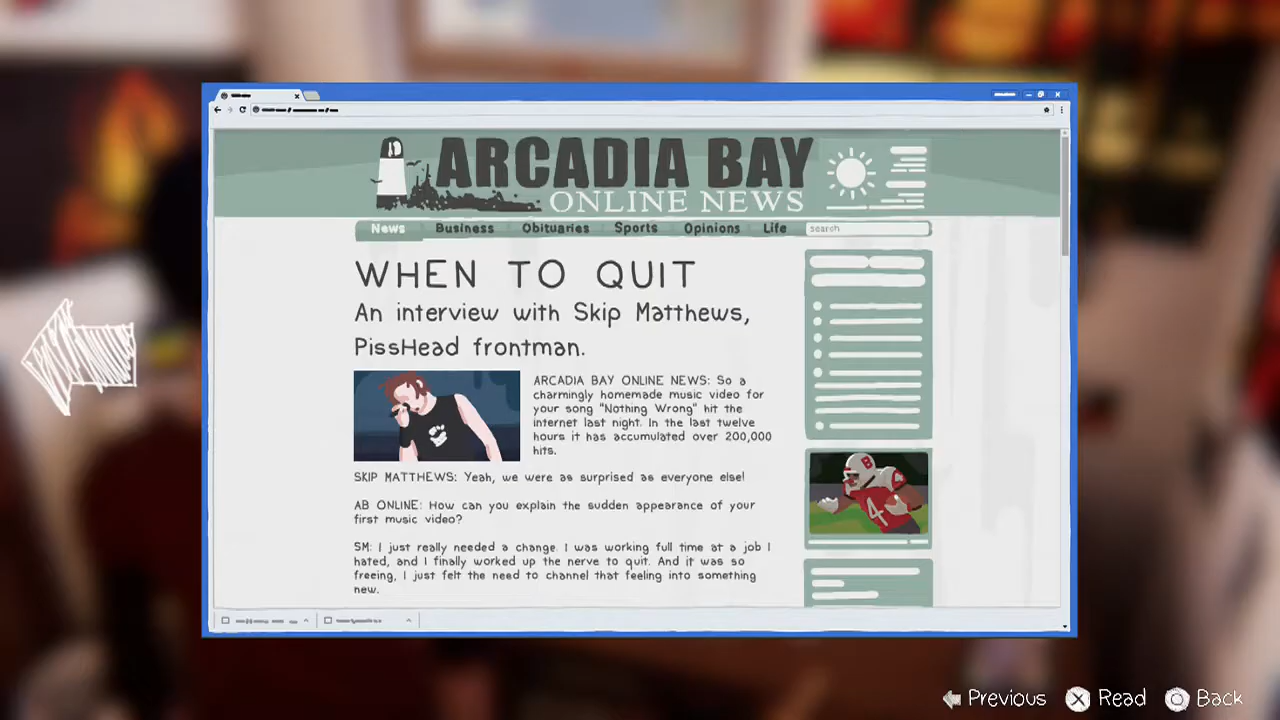 ARCADIA BAY
ONLINE NEWS
News Business Obituaries Sports Opinions Life search
WHEN TO QUIT
An interview with Skip Matthews,
PissHead frontman.
ARCADIA BAY ONLINE NEWS: So a
charmingly homemade music video for
your song "Nothing Wrong" hit the
internet last night. In the last twelve
hours it has accumulated over 200,000
hits.
SKIP MATTHEWS: Yeah, we were as surprised as everyone else!
AB ONLINE: How can you explain the sudden appearance of your
first music video?
SM: I just really needed a change. I was working full time at a job I
hated, and I finally worked up the nerve to quit. And it was so
freeing, I just felt the need to channel that feeling into something
new.
B
4
Previous Read Back